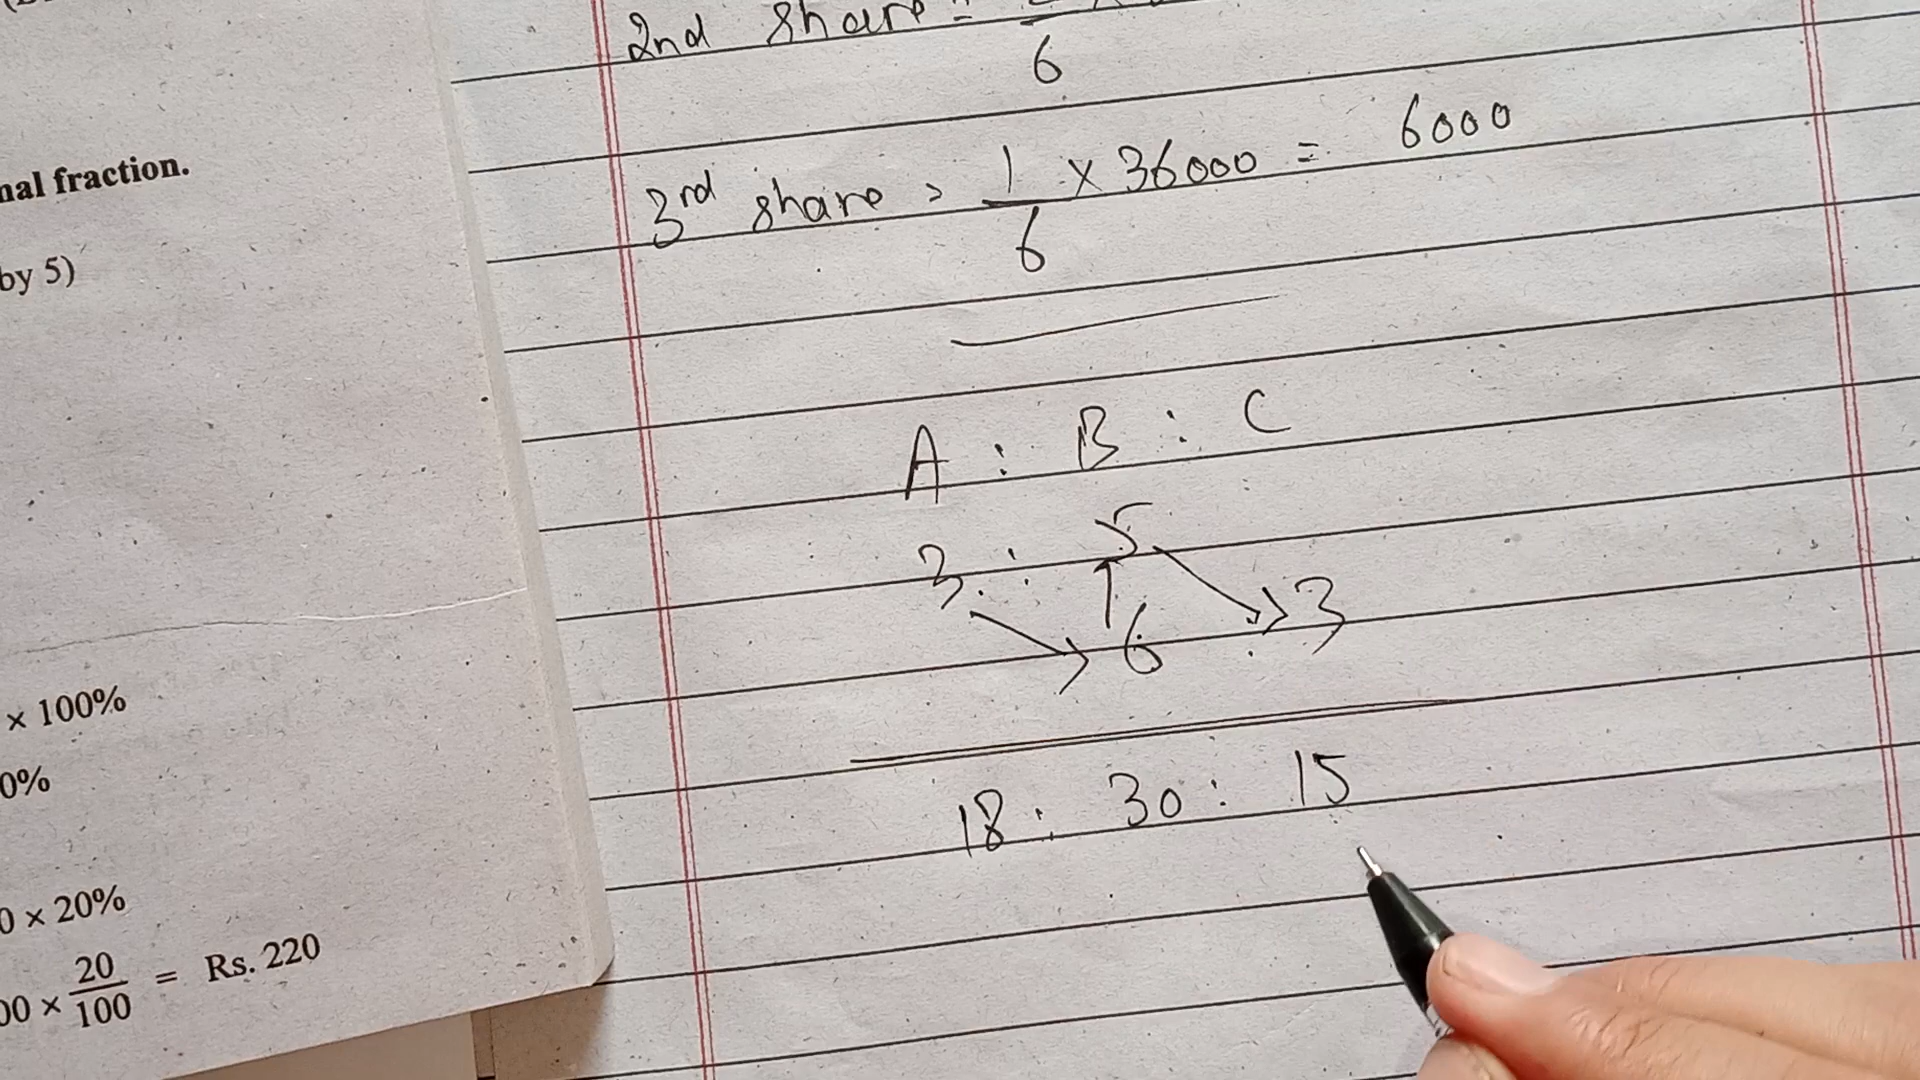 nal fraction.
by 5)
× 100%
0%
0 × 20%
00 × 20/100 = Rs. 220
2nd share =
6
3rd share > 1/6 × 36000 = 6000
A : B : C
3 : 5
6 : 3
18 : 30 : 15